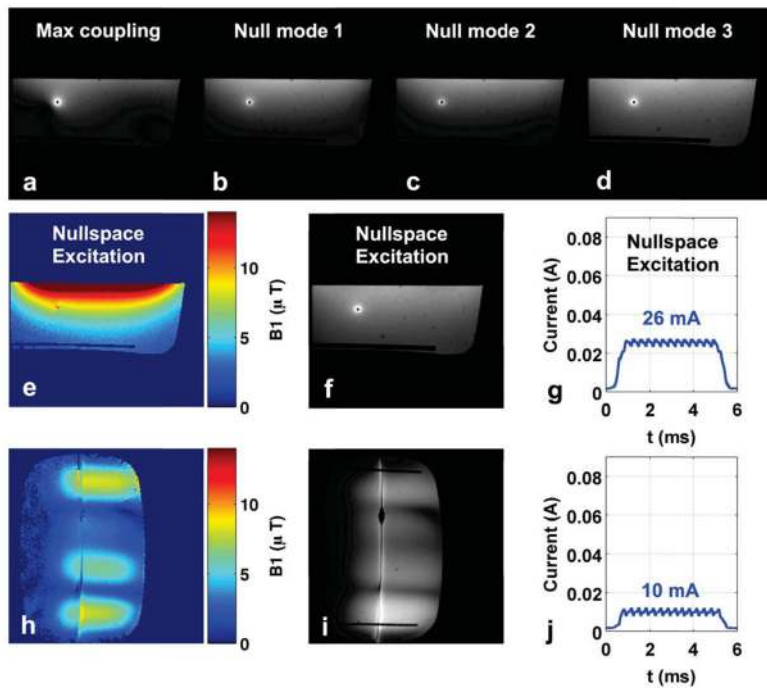 Max coupling
Null mode 1
Null mode 2
Null mode 3
a
b
c
d
Nullspace
Excitation
e
10
5
0
B1 (μ T)
Nullspace
Excitation
f
Nullspace
Excitation
26 mA
Current (A)
0.08
0.06
0.04
0.02
0
0 2 4 6
t (ms)
g
h
10
5
0
B1 (μ T)
i
10 mA
Current (A)
0.08
0.06
0.04
0.02
0
0 2 4 6
t (ms)
j